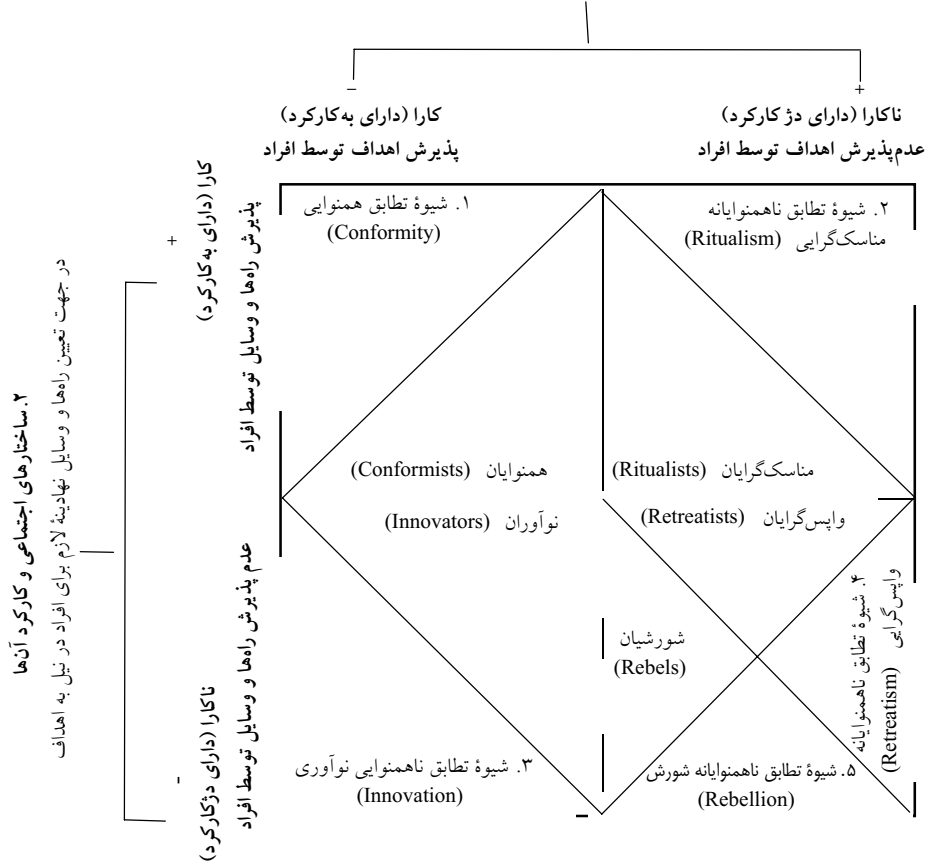 –
+
کارا (دارای به‌کارکرد)
پذیرش اهداف توسط افراد
ناکارا (دارای دژ کارکرد)
عدم‌پذیرش اهداف توسط افراد
۲.ساختارهای اجتماعی و کارکرد آن‌ها
در جهت تعیین راه‌ها و وسایل نهادینهٔ لازم برای افراد در نیل به اهداف
+
کارا (دارای به‌کارکرد)
پذیرش راه‌ها و وسایل توسط افراد
-
ناکارا (دارای دژکارکرد)
عدم پذیرش راه‌ها و وسایل توسط افراد
۱. شیوهٔ تطابق همنوایی
(Conformity)
۲. شیوهٔ تطابق ناهمنوایانه
مناسک‌گرایی (Ritualism)
همنوایان (Conformists)
مناسک‌گرایان (Ritualists)
نوآوران (Innovators)
واپس‌گرایان (Retreatists)
شورشیان
(Rebels)
۴. شیوهٔ تطابق ناهمنوایانه
واپس‌گرایی (Retreatism)
۳. شیوهٔ تطابق ناهمنوایی نوآوری
(Innovation)
۵. شیوهٔ تطابق ناهمنوایانه شورش
(Rebellion)
–